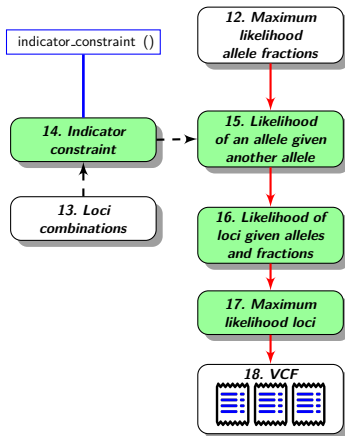 12. Maximum
likelihood
allele fractions
indicator_constraint ()
14. Indicator
constraint
15. Likelihood
of an allele given
another allele
13. Loci
combinations
16. Likelihood of
loci given alleles
and fractions
17. Maximum
likelihood loci
18. VCF